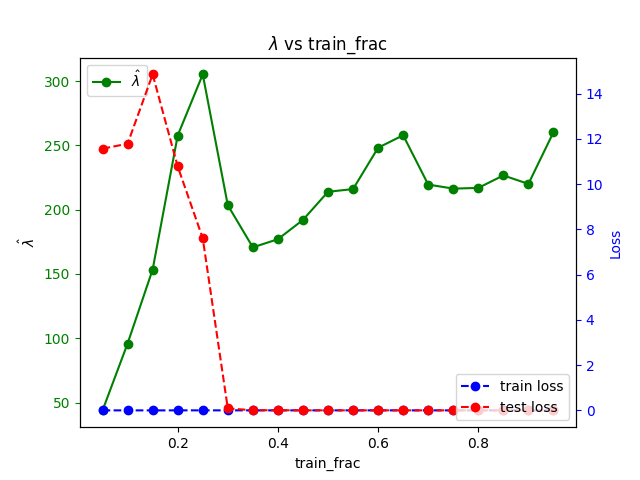 λ vs train_frac
λ̂
300
250
200
150
100
50
λ̂
14
12
10
8
6
4
2
0
Loss
train loss
test loss
0.2
0.4
0.6
0.8
train_frac